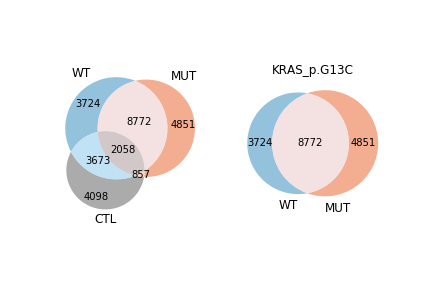 WT
MUT
3724
8772
4851
2058
3673
857
4098
CTL
KRAS_p.G13C
3724
8772
4851
WT
MUT